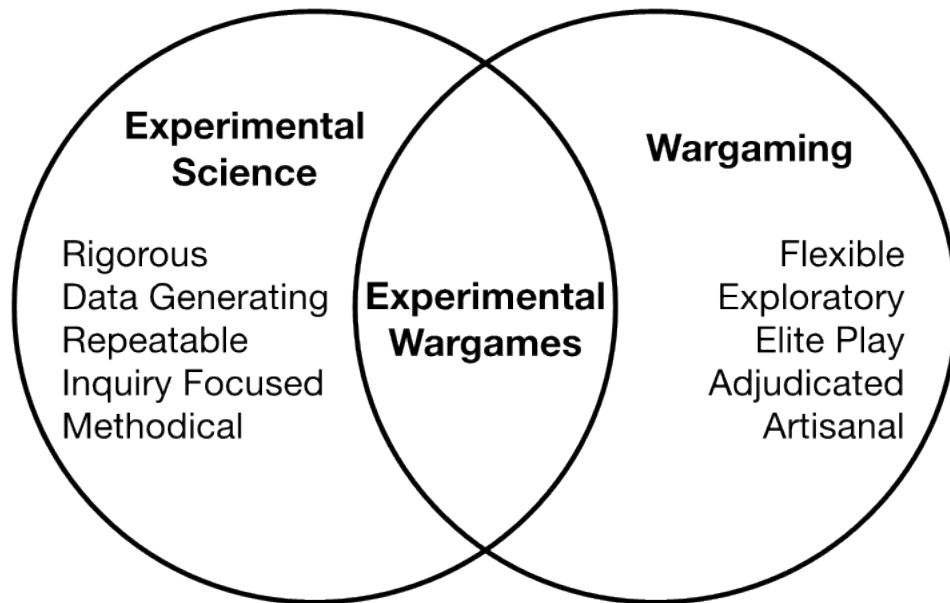 Experimental
Science
Rigorous
Data Generating
Repeatable
Inquiry Focused
Methodical
Experimental
Wargames
Wargaming
Flexible
Exploratory
Elite Play
Adjudicated
Artisanal